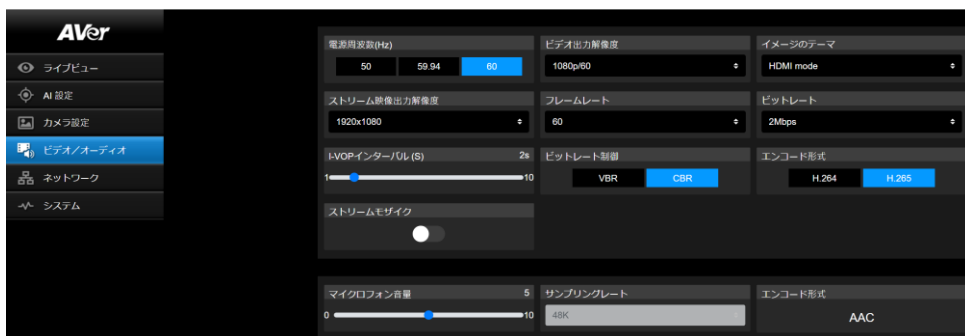 AVer
ライブビュー
AI 設定
カメラ設定
ビデオ/オーディオ
ネットワーク
システム
電源周波数(Hz)
50 59.94 60
ビデオ出力解像度
1080p/60
イメージのテーマ
HDMI mode
ストリーム映像出力解像度
1920x1080
フレームレート
60
ビットレート
2Mbps
I-VOPインターバル (S) 2s
1 10
ビットレート制御
VBR CBR
エンコード形式
H.264 H.265
ストリームモザイク
マイクロフォン音量 5
0 10
サンプリングレート
48K
エンコード形式
AAC